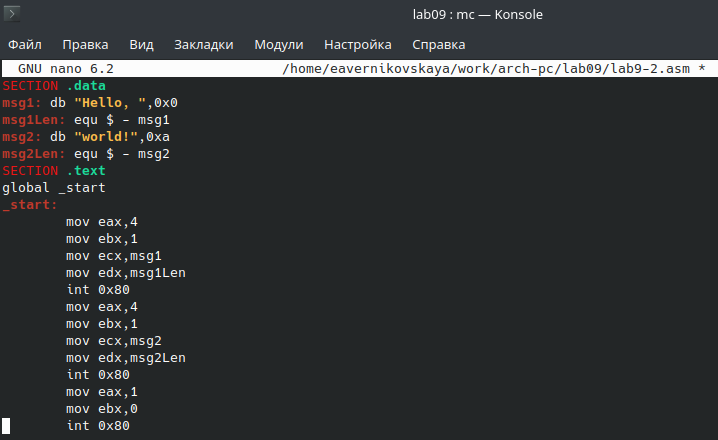 lab09 : mc — Konsole
Файл Правка Вид Закладки Модули Настройка Справка
GNU nano 6.2 /home/eavernikovskaya/work/arch-pc/lab09/lab9-2.asm *
SECTION .data
msg1: db "Hello, ",0x0
msg1Len: equ $ - msg1
msg2: db "world!",0xa
msg2Len: equ $ - msg2
SECTION .text
global _start
_start:
mov eax,4
mov ebx,1
mov ecx,msg1
mov edx,msg1Len
int 0x80
mov eax,4
mov ebx,1
mov ecx,msg2
mov edx,msg2Len
int 0x80
mov eax,1
mov ebx,0
int 0x80